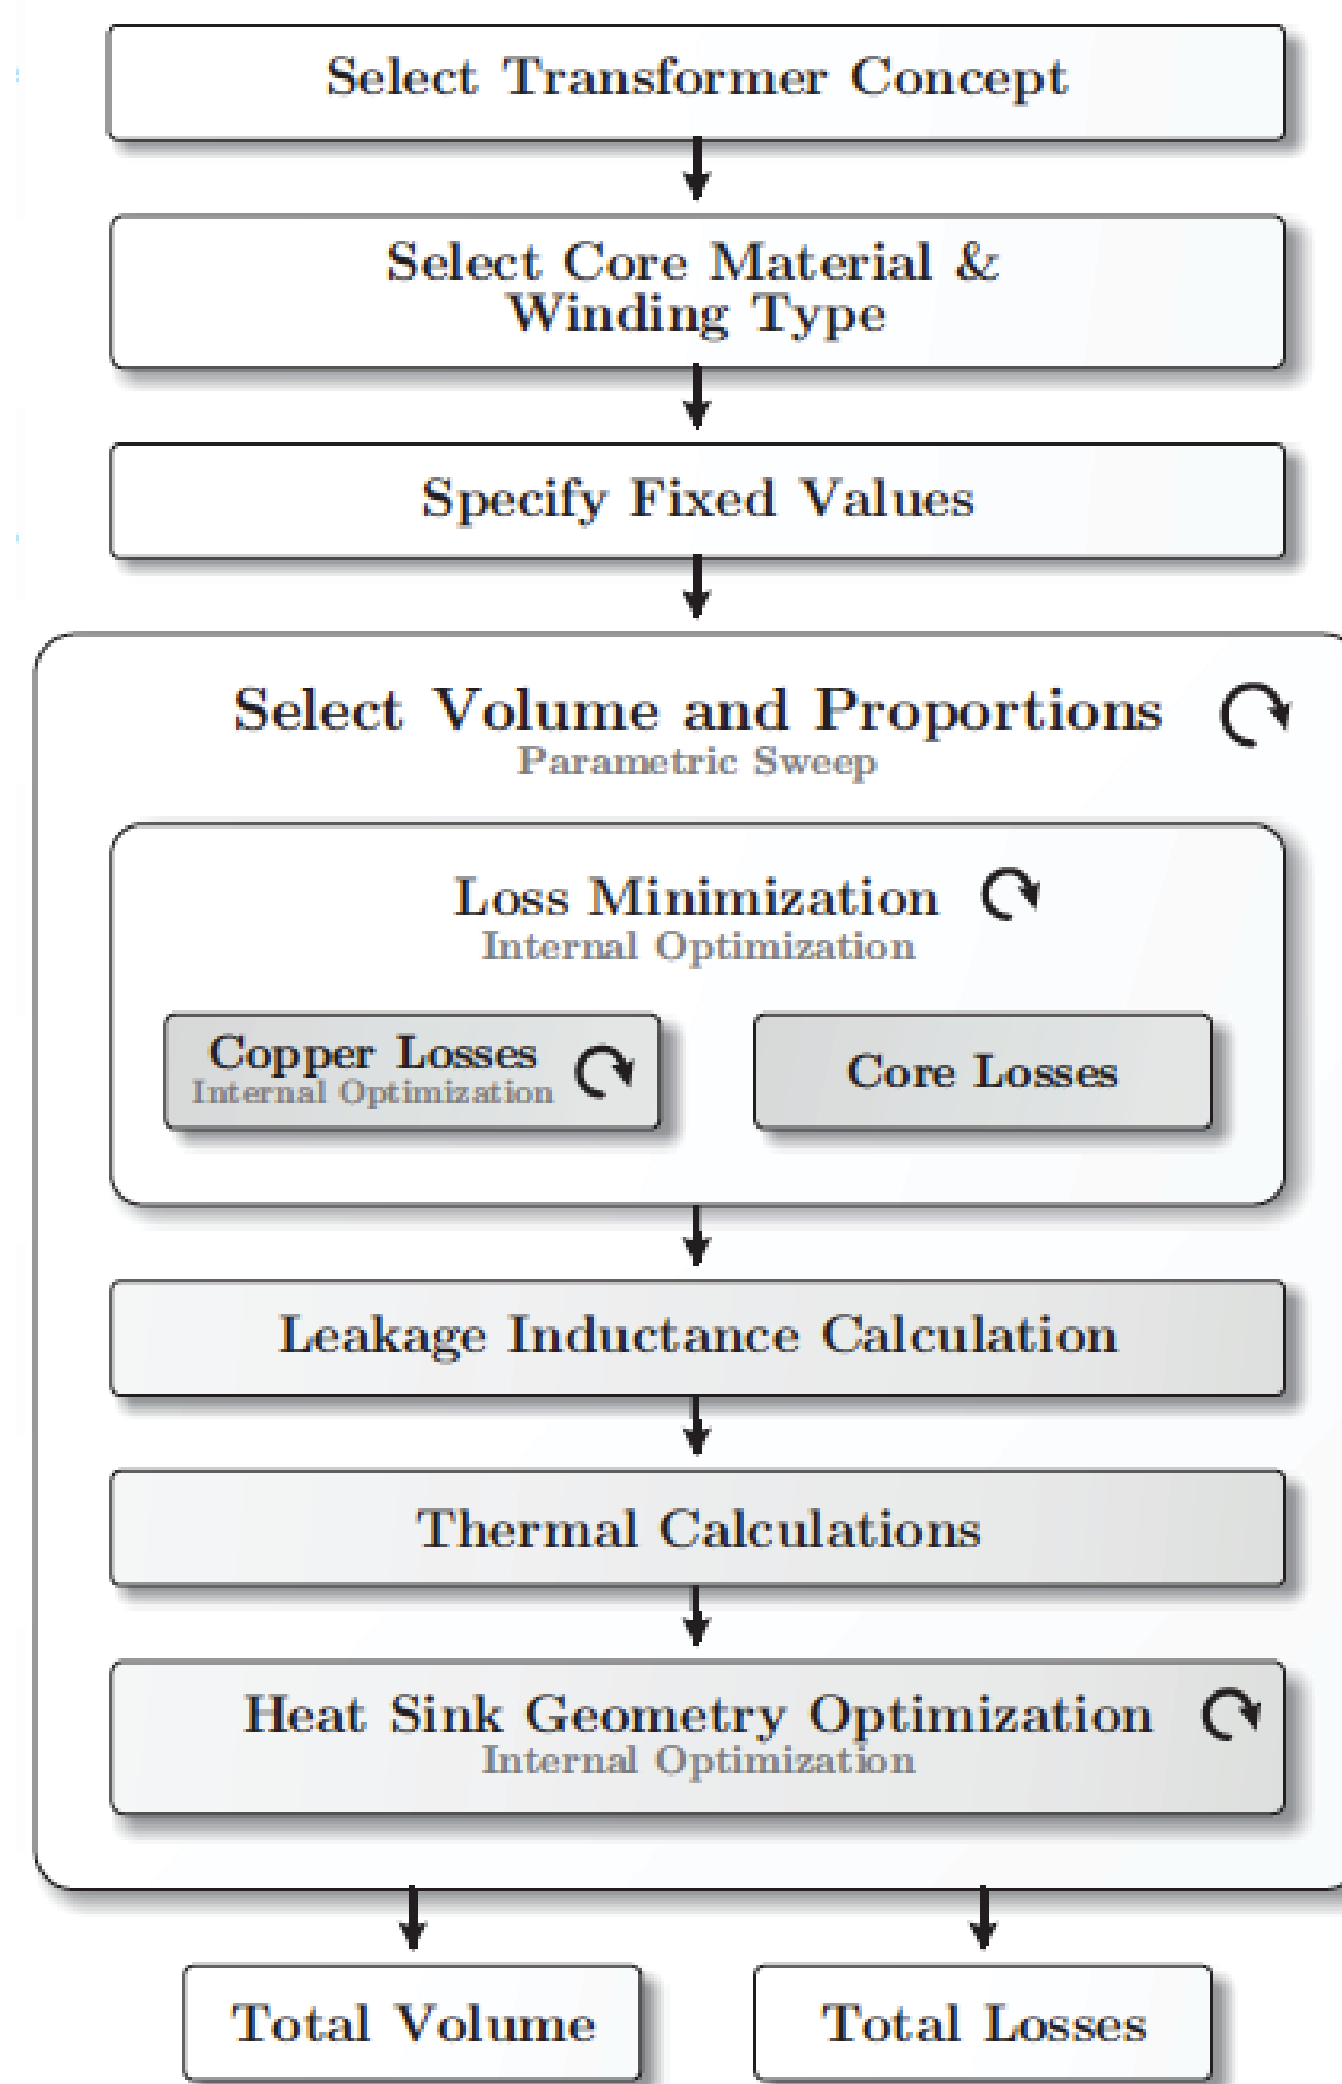 Select Transformer Concept
Select Core Material &
Winding Type
Specify Fixed Values
Select Volume and Proportions
Parametric Sweep
Loss Minimization
Internal Optimization
Copper Losses
Internal Optimization
Core Losses
Leakage Inductance Calculation
Thermal Calculations
Heat Sink Geometry Optimization
Internal Optimization
Total Volume
Total Losses